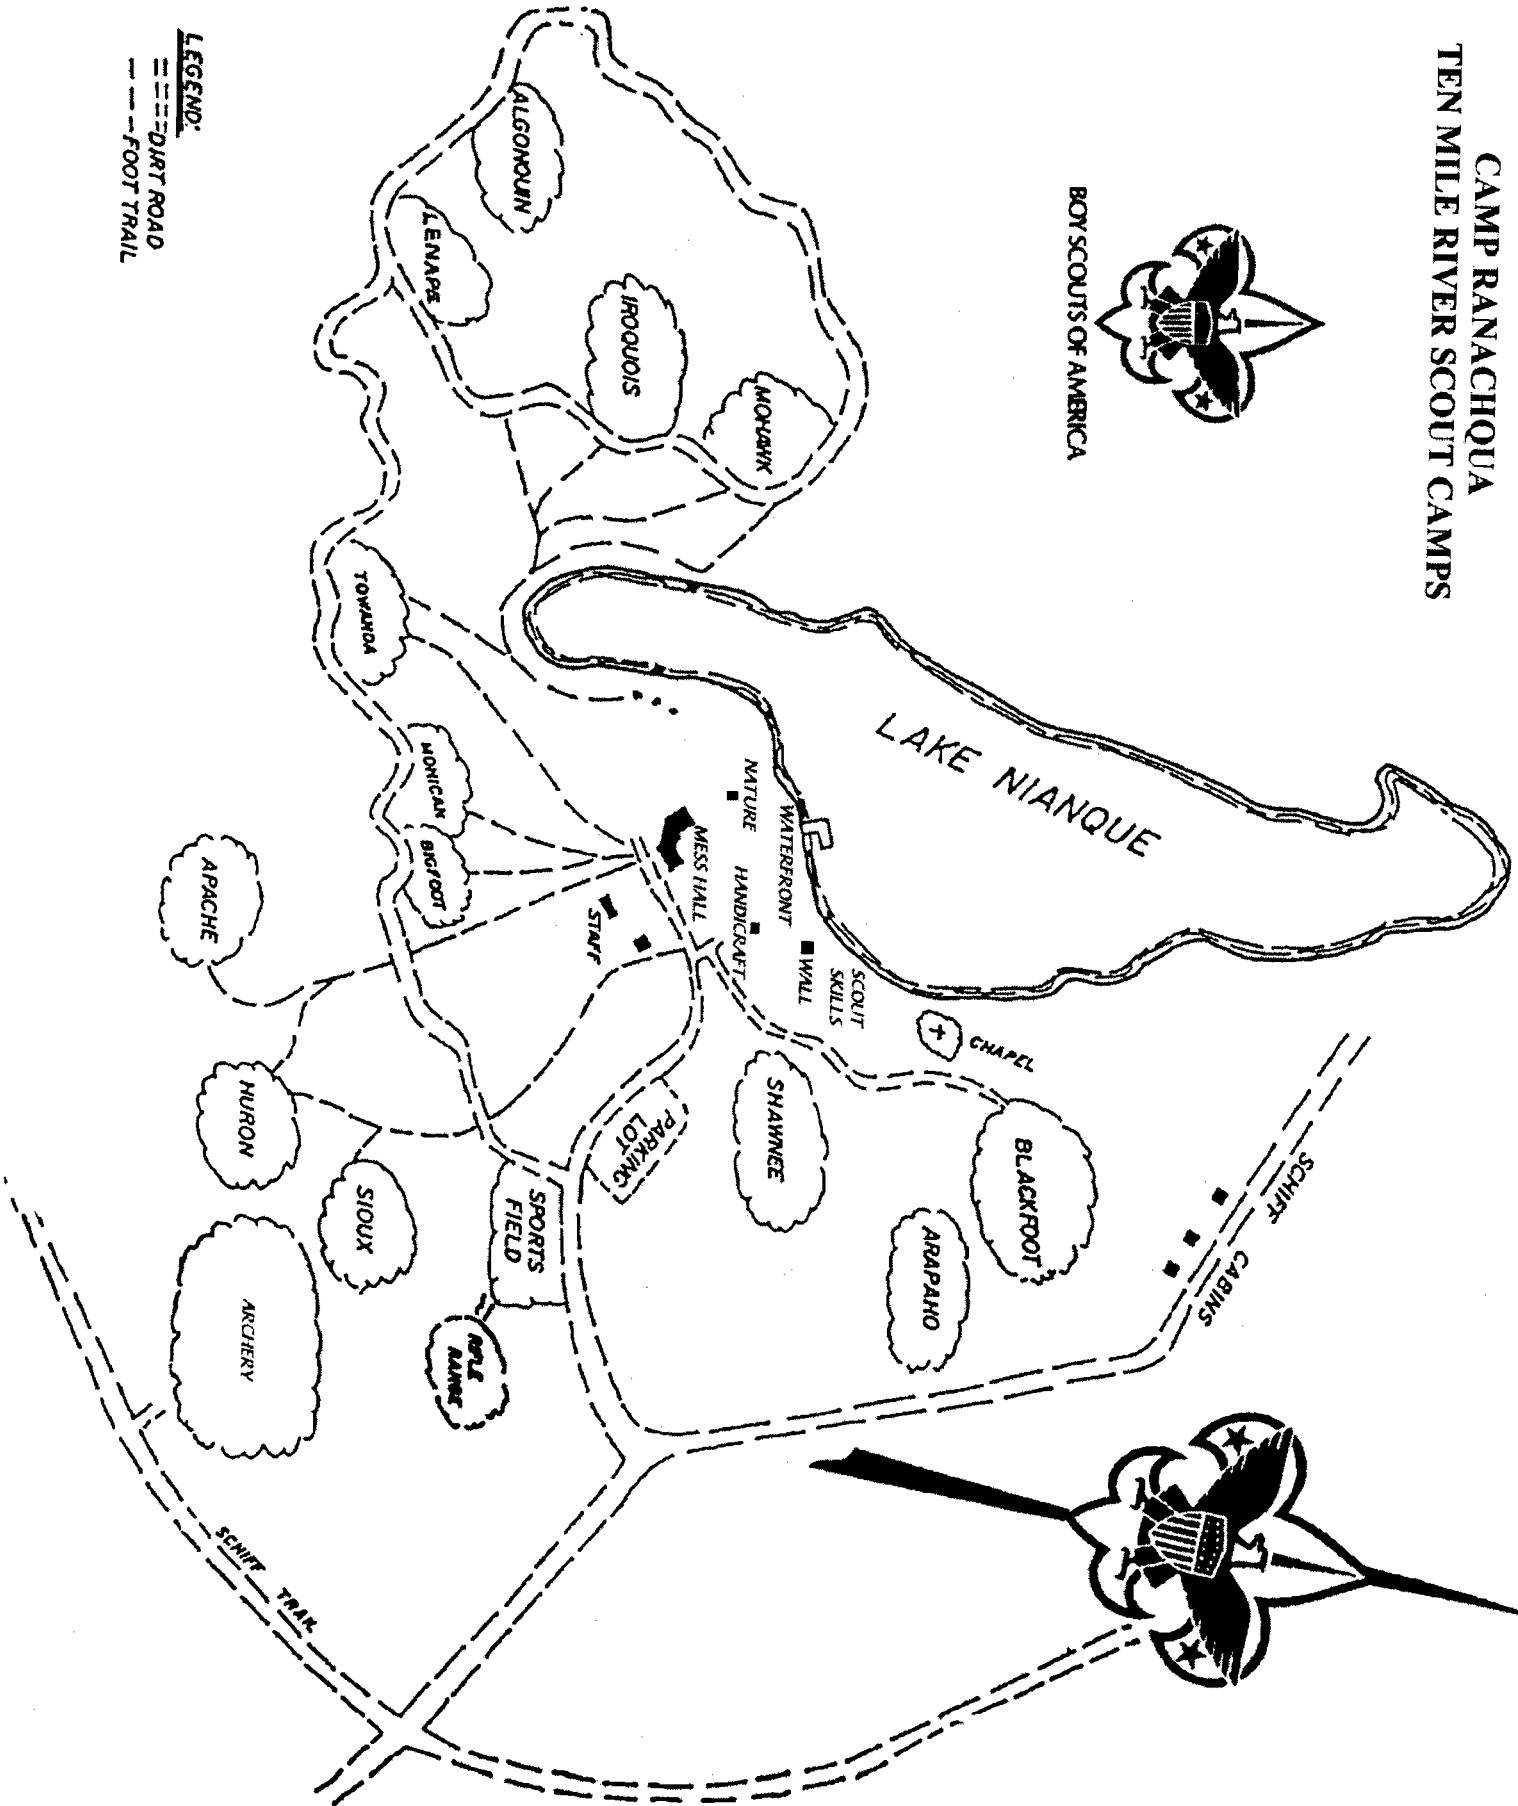 CAMP RANACHQUA
TEN MILE RIVER SCOUT CAMPS
BOY SCOUTS OF AMERICA
LAKE NIANQUE
SCHIFF
CABINS
CHAPEL
BLACKFOOT
ARAPAHO
SHAWNEE
SCOUT
SKILLS
WALL
WATERFRONT
NATURE
HANDICRAFT
MESS HALL
STAFF
PARKING
LOT
SPORTS
FIELD
RIFLE
RANGE
MOHAWK
IROQUOIS
ALGONQUIN
LENAPE
TOWANDA
MOHICAN
BIGFOOT
APACHE
HURON
SIOUX
ARCHERY
SCHIFF TRAIL
LEGEND:
DIRT ROAD
FOOT TRAIL